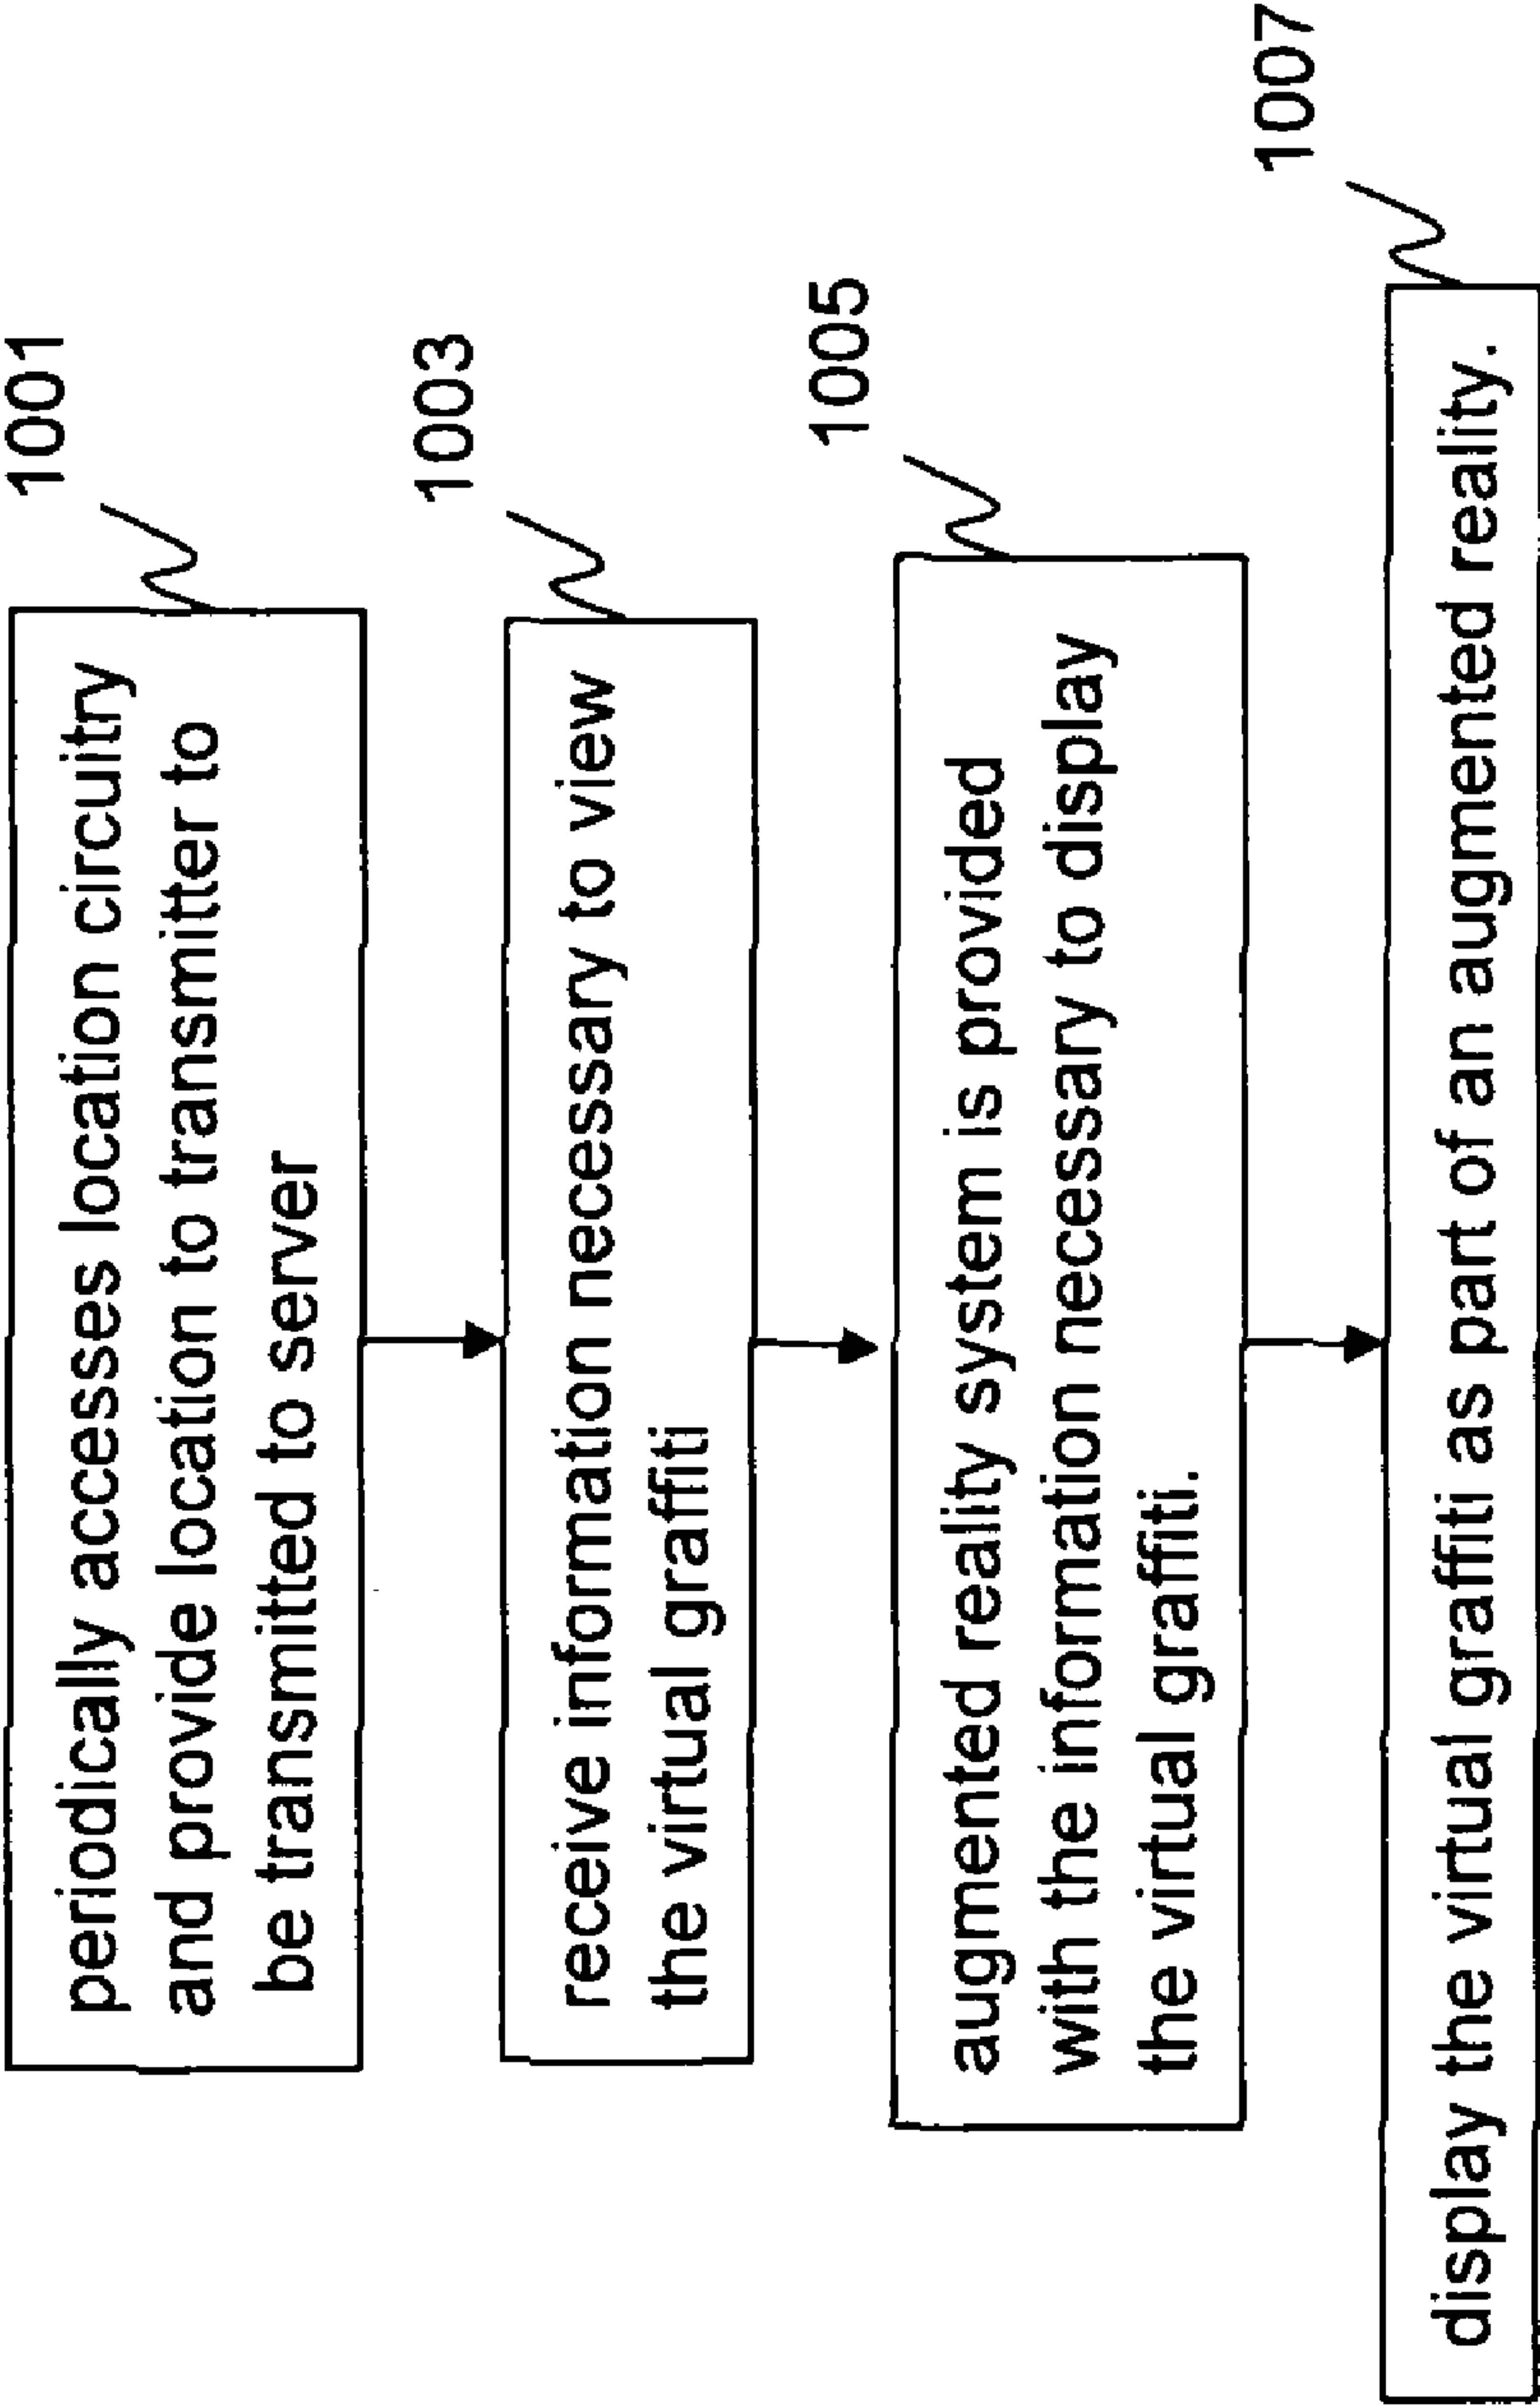 1001
periodically accesses location circuitry
and provide location to transmitter to
be transmitted to server
1003
receive information necessary to view
the virtual graffiti
1005
augmented reality system is provided
with the information necessary to display
the virtual graffiti.
1007
display the virtual graffiti as part of an augmented reality.